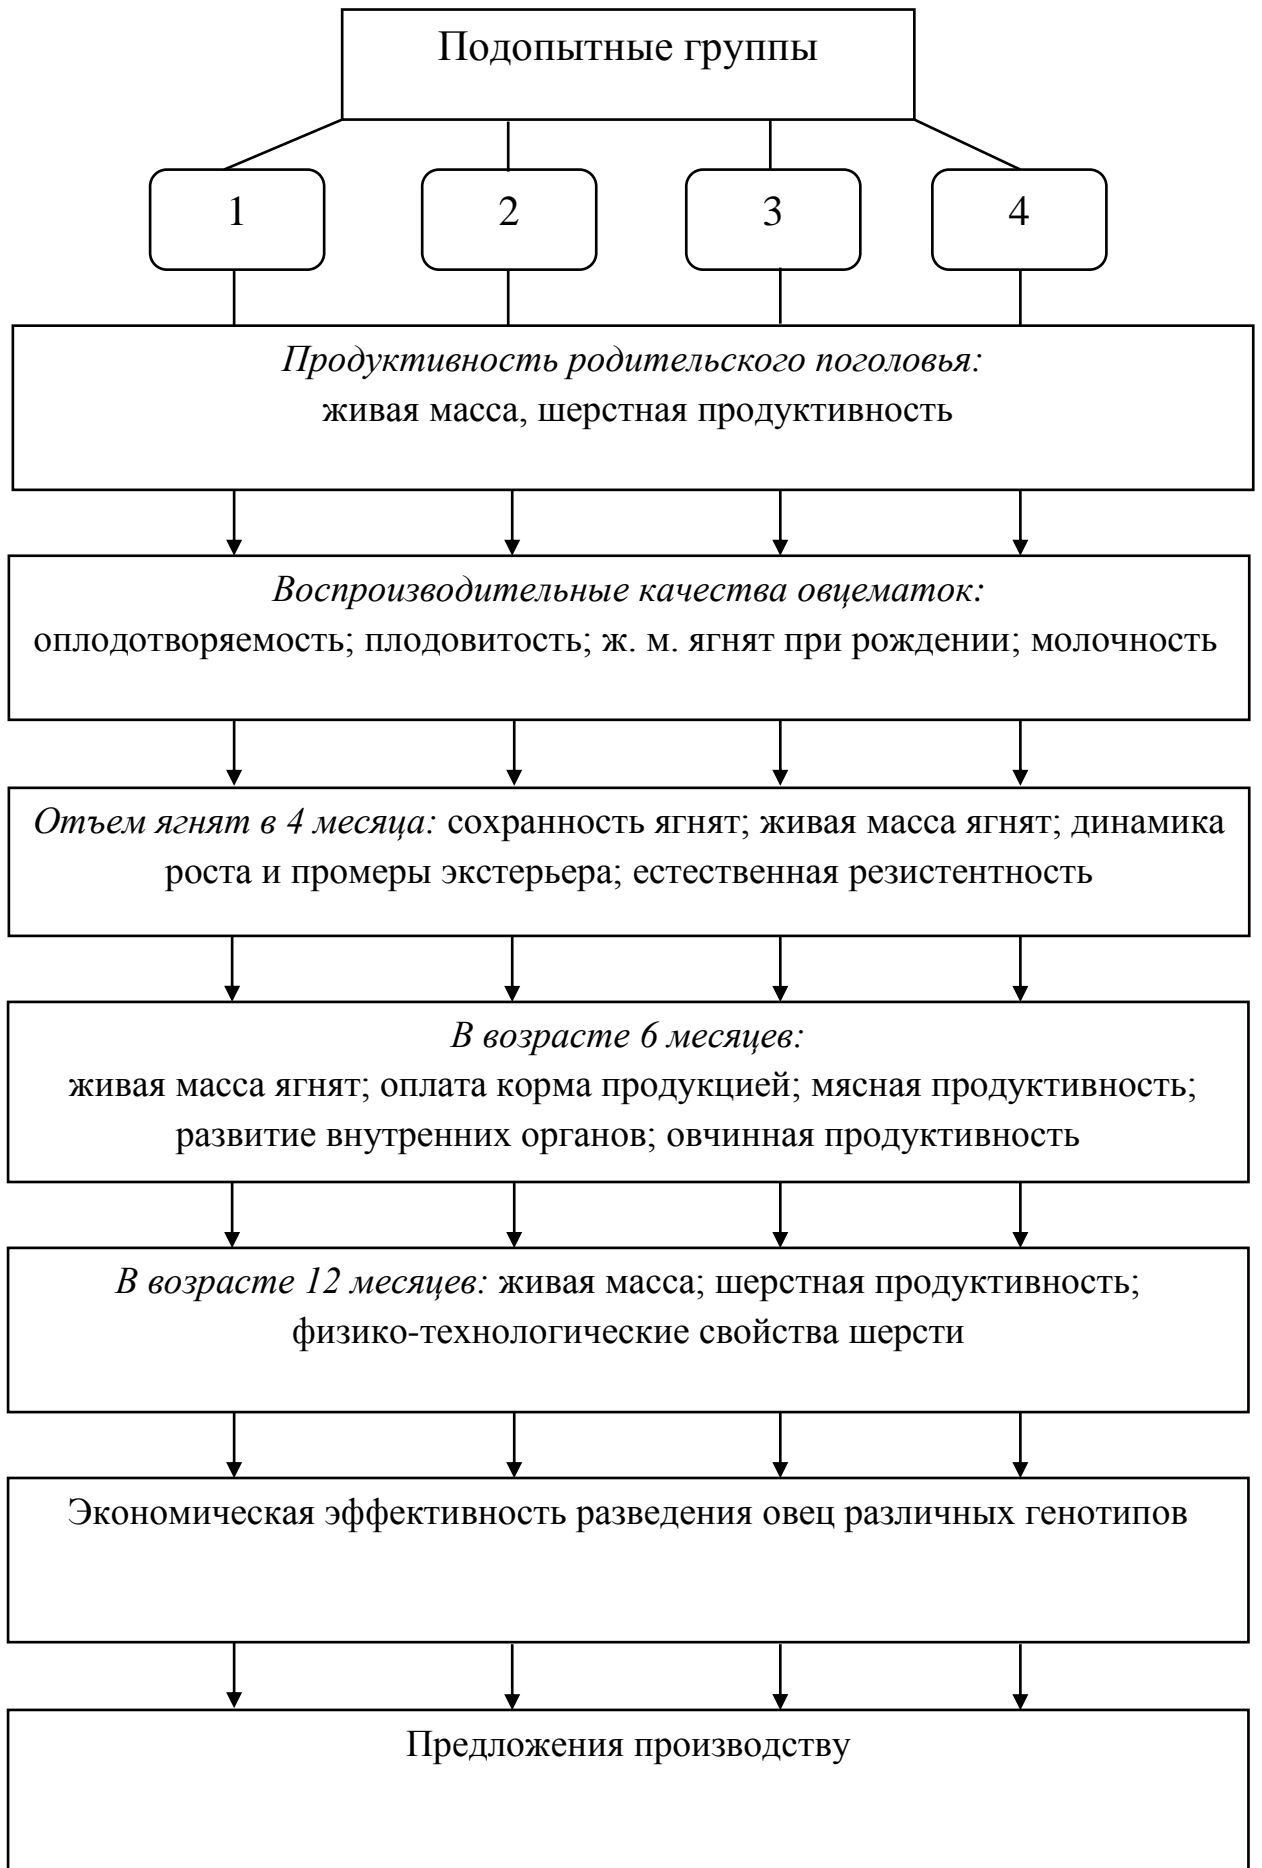 Подопытные группы
1
2
3
4
Продуктивность родительского поголовья:
живая масса, шерстная продуктивность
Воспроизводительные качества овцематок:
оплодотворяемость; плодовитость; ж. м. ягнят при рождении; молочность
Отъем ягнят в 4 месяца: сохранность ягнят; живая масса ягнят; динамика
роста и промеры экстерьера; естественная резистентность
В возрасте 6 месяцев:
живая масса ягнят; оплата корма продукцией; мясная продуктивность;
развитие внутренних органов; овчинная продуктивность
В возрасте 12 месяцев: живая масса; шерстная продуктивность;
физико-технологические свойства шерсти
Экономическая эффективность разведения овец различных генотипов
Предложения производству